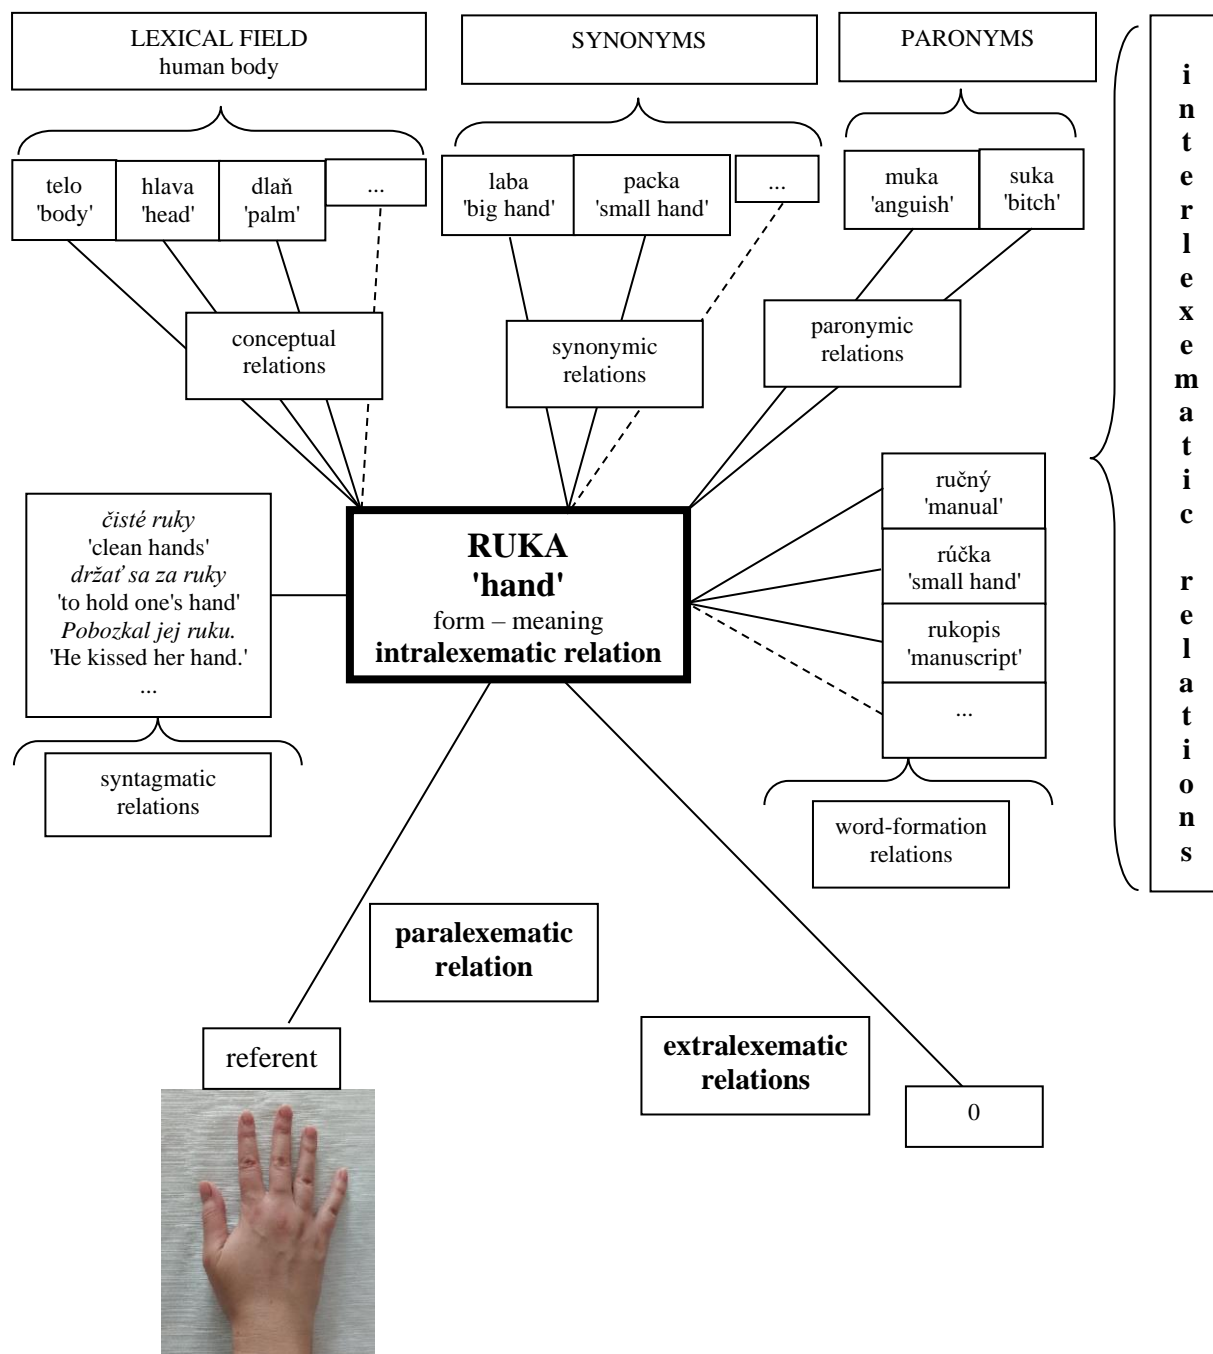 LEXICAL FIELD
human body
SYNONYMS
PARONYMS
telo
'body'
hlava
'head'
dlaň
'palm'
...
laba
'big hand'
packa
'small hand'
...
muka
'anguish'
suka
'bitch'
conceptual
relations
synonymic
relations
paronymic
relations
čisté ruky
'clean hands'
držať sa za ruky
'to hold one's hand'
Pobozkal jej ruku.
'He kissed her hand.'
...
syntagmatic
relations
RUKA
'hand'
form – meaning
intralexematic relation
ručný
'manual'
rúčka
'small hand'
rukopis
'manuscript'
...
word-formation
relations
interlexematic relations
paralexematic
relation
referent
extralexematic
relations
0